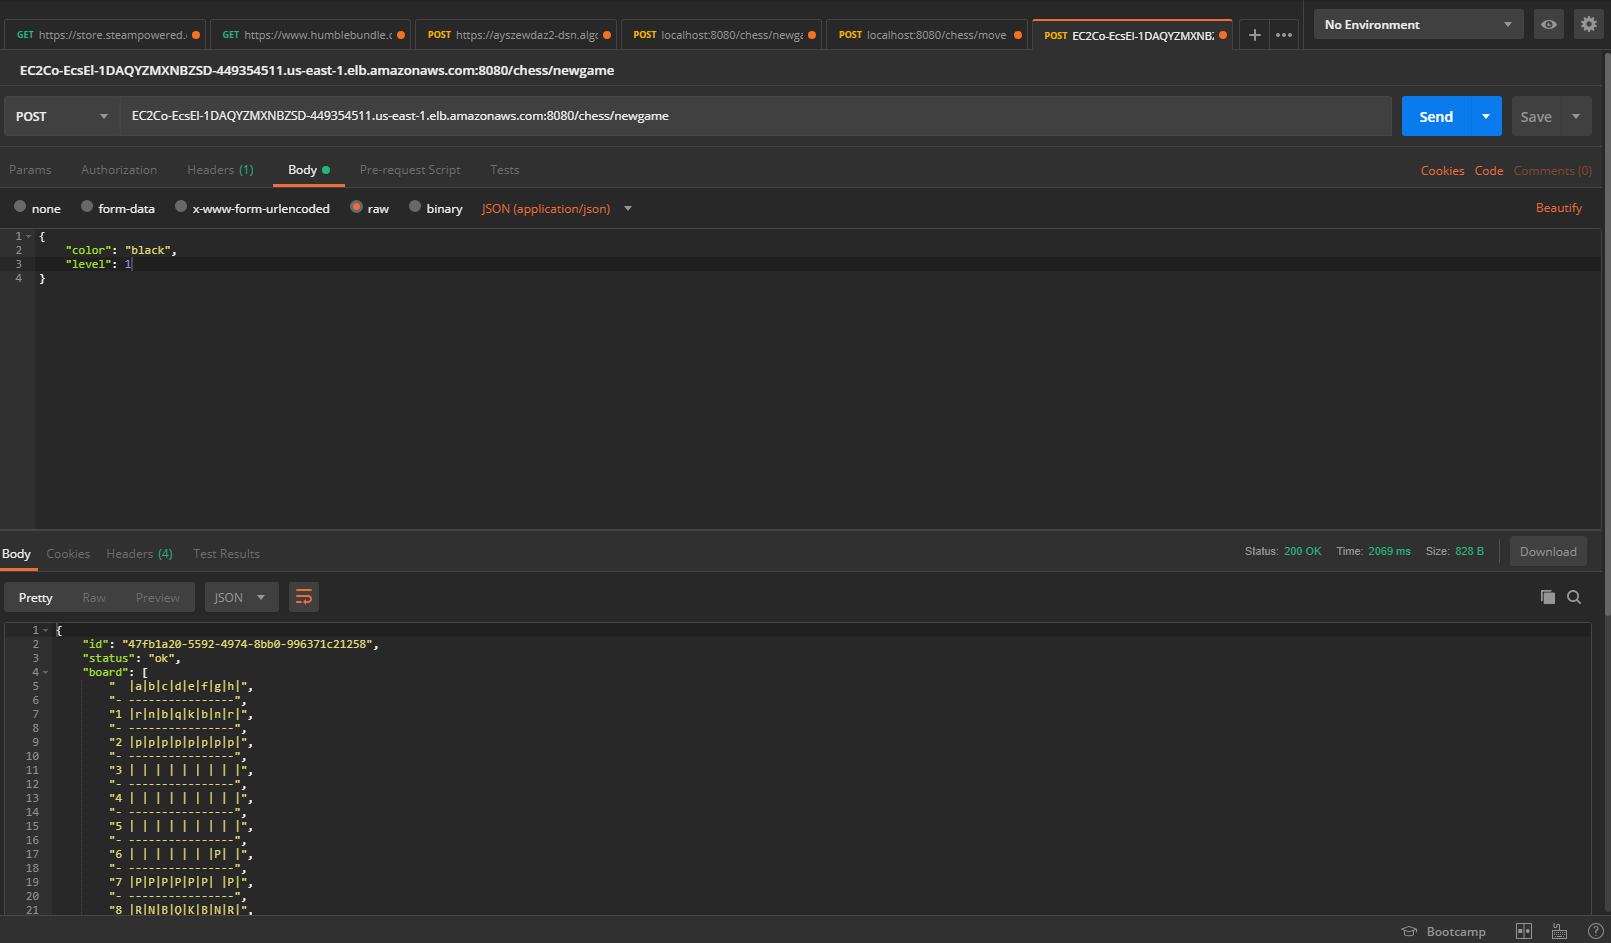 GET https://store.steampowered.
GET https://www.humblebundle.c
POST https://ayszewdaz2-dsn.algo
POST localhost:8080/chess/newga
POST localhost:8080/chess/move
POST EC2Co-EcsEl-1DAQYZMXNBZ
No Environment
EC2Co-EcsEl-1DAQYZMXNBZSD-449354511.us-east-1.elb.amazonaws.com:8080/chess/newgame
POST EC2Co-EcsEl-1DAQYZMXNBZSD-449354511.us-east-1.elb.amazonaws.com:8080/chess/newgame Send Save
Params Authorization Headers (1) Body Pre-request Script Tests Cookies Code Comments (0)
none form-data x-www-form-urlencoded raw binary JSON (application/json) Beautify
1 {
2 "color": "black",
3 "level": 1
4 }
Body Cookies Headers (4) Test Results Status: 200 OK Time: 2069 ms Size: 828 B Download
Pretty Raw Preview JSON
1 {
2 "id": "47fb1a20-5592-4974-8bb0-996371c21258",
3 "status": "ok",
4 "board": [
5 "  |a|b|c|d|e|f|g|h|",
6 "- ----------------",
7 "1 |r|n|b|q|k|b|n|r|",
8 "- ----------------",
9 "2 |p|p|p|p|p|p|p|p|",
10 "- ----------------",
11 "3 | | | | | | | | |",
12 "- ----------------",
13 "4 | | | | | | | | |",
14 "- ----------------",
15 "5 | | | | | | | | |",
16 "- ----------------",
17 "6 | | | | | | |P| |",
18 "- ----------------",
19 "7 |P|P|P|P|P|P| |P|",
20 "- ----------------",
21 "8 |R|N|B|Q|K|B|N|R|",
Bootcamp